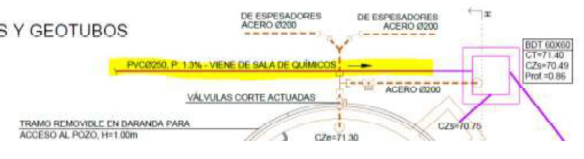 DE ESPESADORES
ACERO Ø200
DE ESPESADORES
ACERO Ø200
S Y GEOTUBOS
BDT 60X60
CT=71.40
CZs=70.49
Prof.=0.86
PVCØ250, P: 1.3% - VIENE DE SALA DE QUÍMICOS
ACERO Ø200
VÁLVULAS CORTE ACTUADAS
TRAMO REMOVIBLE EN BARANDA PARA
ACCESO AL POZO, H=1.00m
CZe=71.30
CZs=70.75